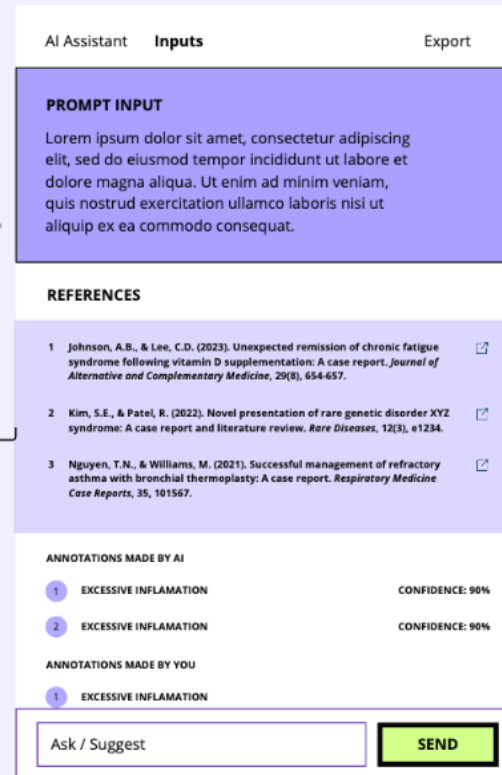 AI Assistant Inputs Export
PROMPT INPUT
Lorem ipsum dolor sit amet, consectetur adipiscing
elit, sed do eiusmod tempor incididunt ut labore et
dolore magna aliqua. Ut enim ad minim veniam,
quis nostrud exercitation ullamco laboris nisi ut
aliquip ex ea commodo consequat.
REFERENCES
1 Johnson, A.B., & Lee, C.D. (2023). Unexpected remission of chronic fatigue
syndrome following vitamin D supplementation: A case report. Journal of
Alternative and Complementary Medicine, 29(8), 654-657.
2 Kim, S.E., & Patel, R. (2022). Novel presentation of rare genetic disorder XYZ
syndrome: A case report and literature review. Rare Diseases, 12(3), e1234.
3 Nguyen, T.N., & Williams, M. (2021). Successful management of refractory
asthma with bronchial thermoplasty: A case report. Respiratory Medicine
Case Reports, 35, 101567.
ANNOTATIONS MADE BY AI
1 EXCESSIVE INFLAMATION CONFIDENCE: 90%
2 EXCESSIVE INFLAMATION CONFIDENCE: 90%
ANNOTATIONS MADE BY YOU
1 EXCESSIVE INFLAMATION
Ask / Suggest SEND